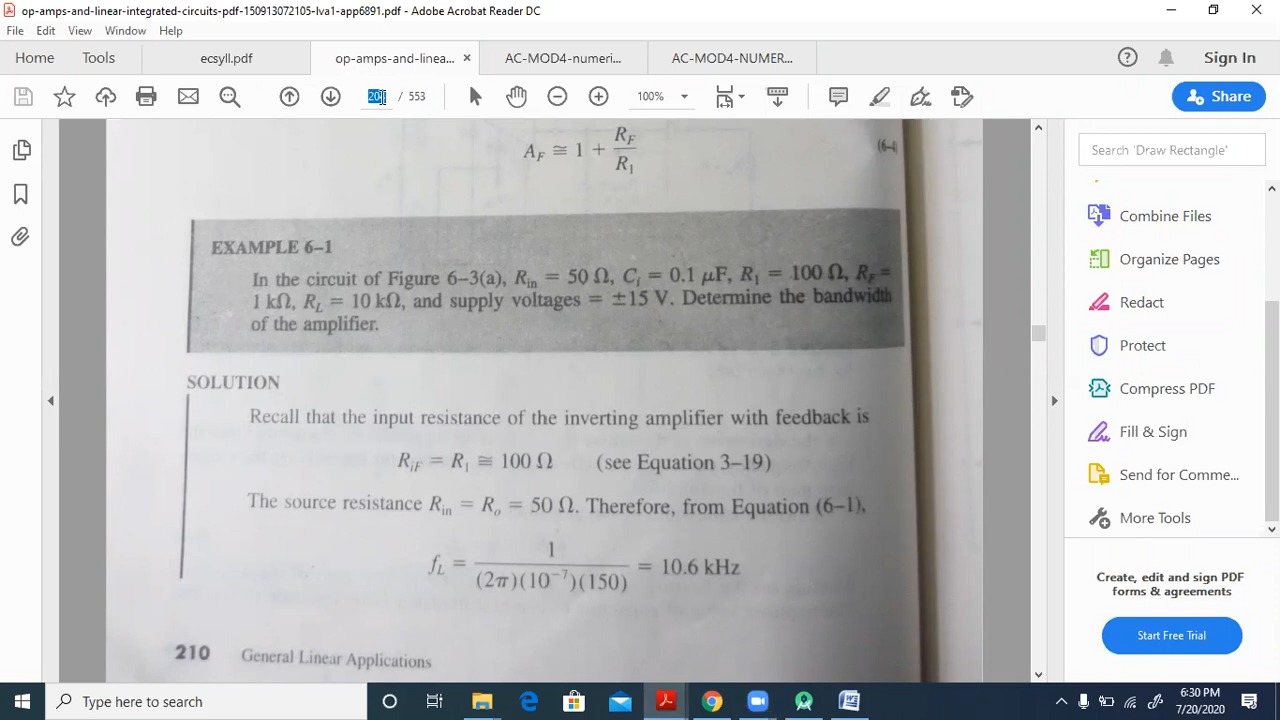 op-amps-and-linear-integrated-circuits-pdf-150913072105-lva1-app6891.pdf - Adobe Acrobat Reader DC
File Edit View Window Help
Home Tools ecsyll.pdf op-amps-and-linea... × AC-MOD4-numeri... AC-MOD4-NUMER... Sign In
/ 553 100% Share
A_F ≅ 1 + R_F / R_1
EXAMPLE 6–1
In the circuit of Figure 6–3(a), R_in = 50 Ω, C_i = 0.1 μF, R_1 = 100 Ω, R_F =
1 kΩ, R_L = 10 kΩ, and supply voltages = ±15 V. Determine the bandwidth
of the amplifier.
SOLUTION
Recall that the input resistance of the inverting amplifier with feedback is
R_iF = R_1 ≅ 100 Ω (see Equation 3–19)
The source resistance R_in = R_o = 50 Ω. Therefore, from Equation (6–1),
f_L = 1 / (2π)(10⁻⁷)(150) = 10.6 kHz
210 General Linear Applications
Search 'Draw Rectangle'
Combine Files
Organize Pages
Redact
Protect
Compress PDF
Fill & Sign
Send for Comme...
More Tools
Create, edit and sign PDF
forms & agreements
Start Free Trial
Type here to search
6:30 PM
7/20/2020